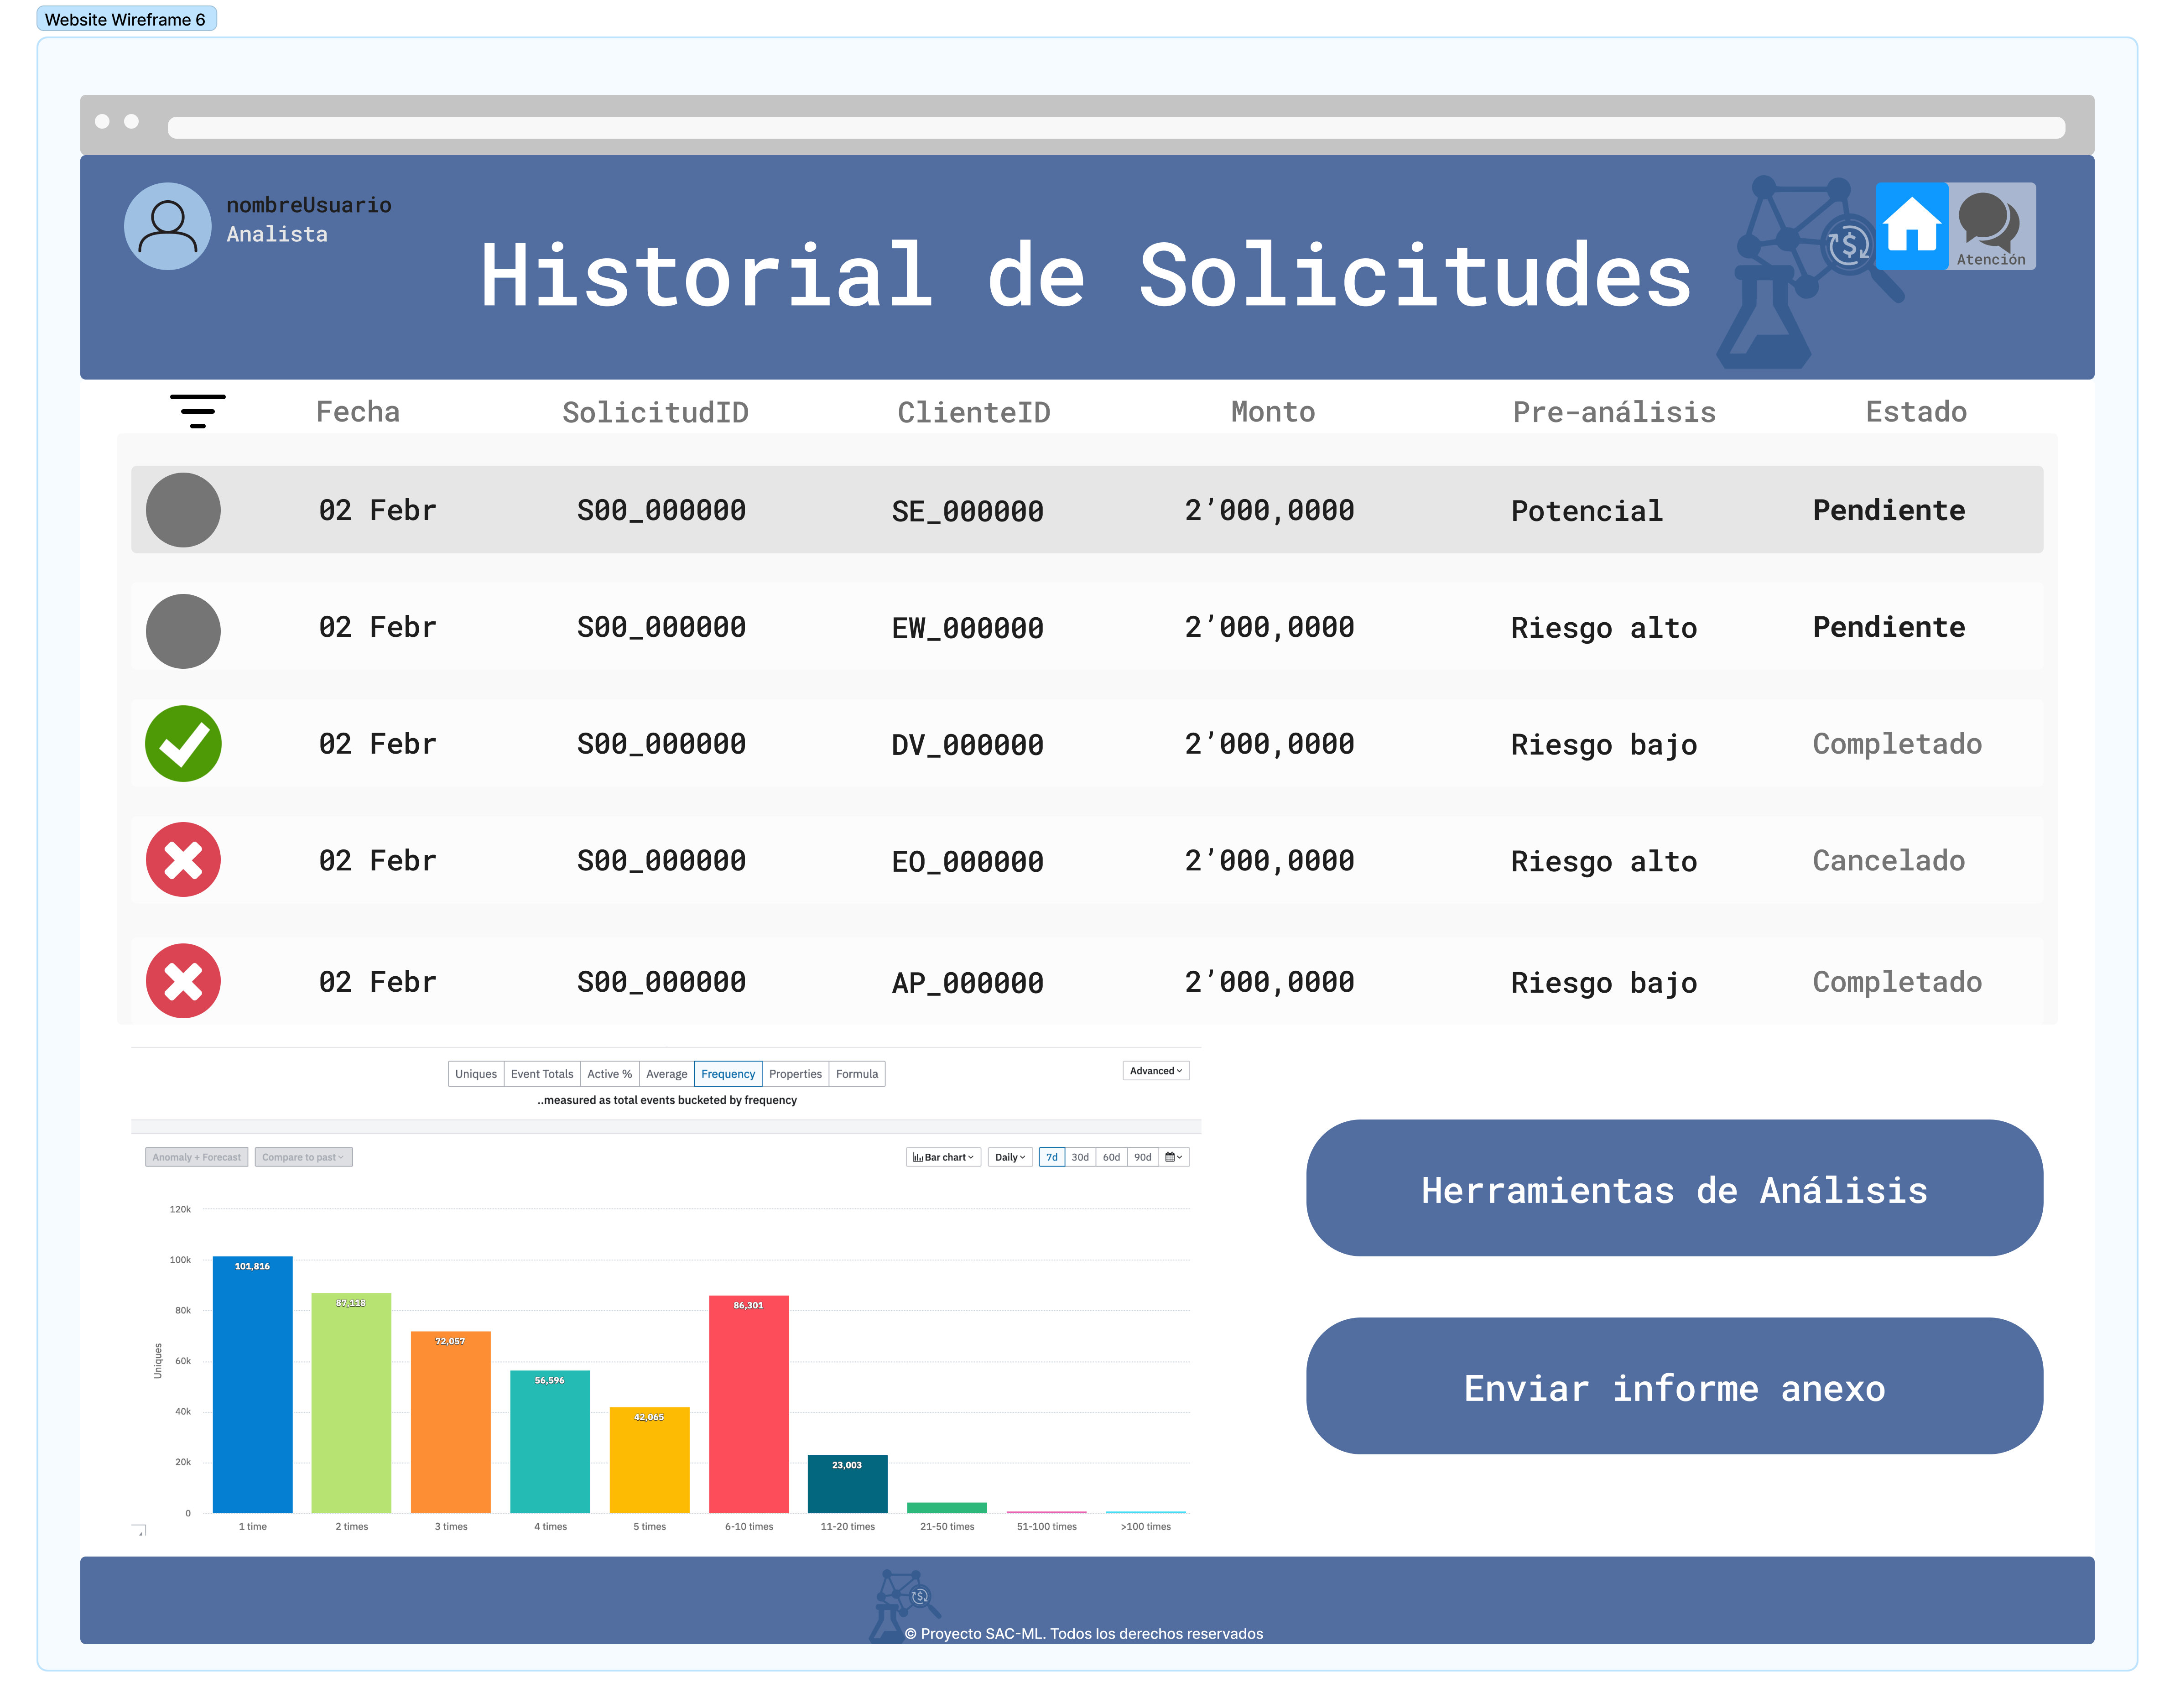 Website Wireframe 6
nombreUsuario
Analista
Historial de Solicitudes
Atención
Fecha SolicitudID ClienteID Monto Pre-análisis Estado
02 Febr S00_000000 SE_000000 2’000,0000 Potencial Pendiente
02 Febr S00_000000 EW_000000 2’000,0000 Riesgo alto Pendiente
02 Febr S00_000000 DV_000000 2’000,0000 Riesgo bajo Completado
02 Febr S00_000000 EO_000000 2’000,0000 Riesgo alto Cancelado
02 Febr S00_000000 AP_000000 2’000,0000 Riesgo bajo Completado
Uniques Event Totals Active % Average Frequency Properties Formula
Advanced
..measured as total events bucketed by frequency
Anomaly + Forecast Compare to past
Bar chart Daily 7d 30d 60d 90d
120k
100k
80k
60k
40k
20k
0
Uniques
101,816
87,118
72,057
56,596
42,065
86,301
23,003
1 time 2 times 3 times 4 times 5 times 6-10 times 11-20 times 21-50 times 51-100 times >100 times
Herramientas de Análisis
Enviar informe anexo
© Proyecto SAC-ML. Todos los derechos reservados